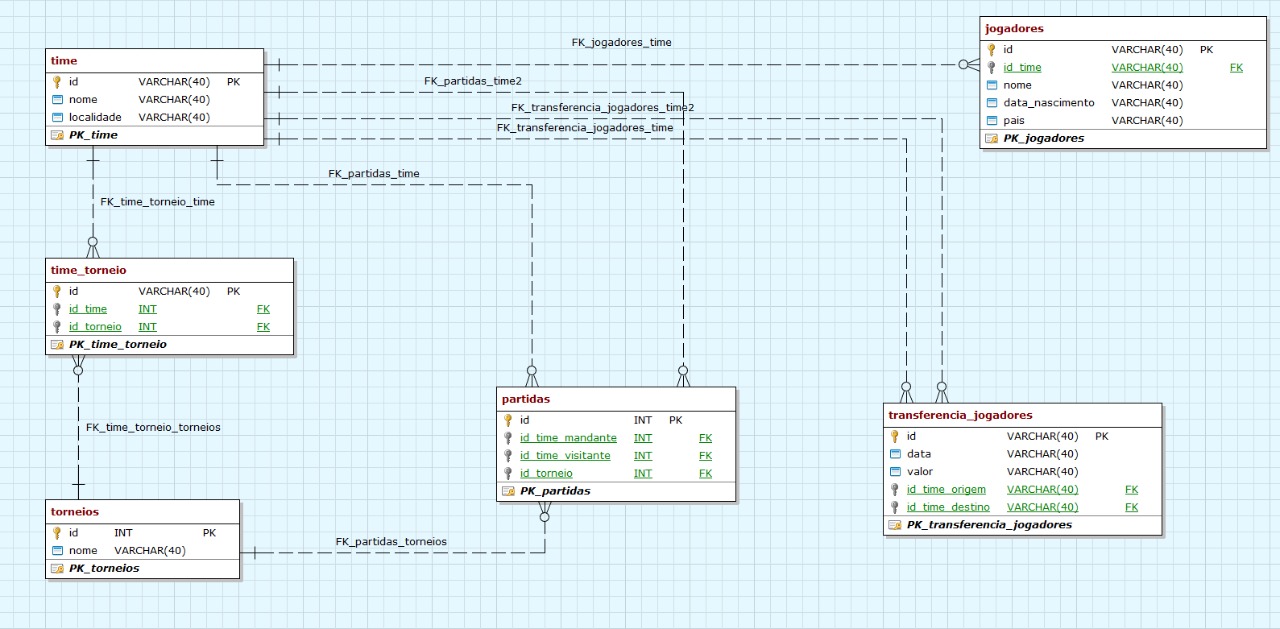 FK_jogadores_time
jogadores
id VARCHAR(40) PK
id_time VARCHAR(40) FK
nome VARCHAR(40)
data_nascimento VARCHAR(40)
pais VARCHAR(40)
PK_jogadores
time
id VARCHAR(40) PK
nome VARCHAR(40)
localidade VARCHAR(40)
PK_time
FK_partidas_time2
FK_transferencia_jogadores_time2
FK_transferencia_jogadores_time
FK_partidas_time
FK_time_torneio_time
time_torneio
id VARCHAR(40) PK
id_time INT FK
id_torneio INT FK
PK_time_torneio
FK_time_torneio_torneios
partidas
id INT PK
id_time_mandante INT FK
id_time_visitante INT FK
id_torneio INT FK
PK_partidas
transferencia_jogadores
id VARCHAR(40) PK
data VARCHAR(40)
valor VARCHAR(40)
id_time_origem VARCHAR(40) FK
id_time_destino VARCHAR(40) FK
PK_transferencia_jogadores
torneios
id INT PK
nome VARCHAR(40)
PK_torneios
FK_partidas_torneios